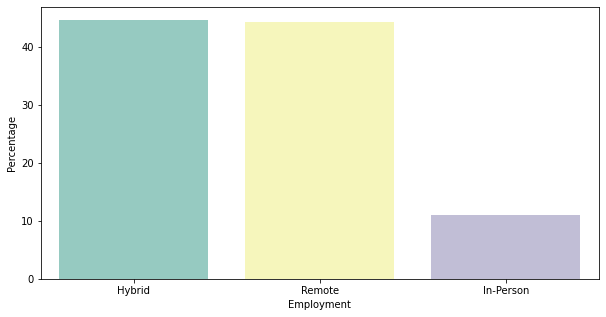 Percentage
40
30
20
10
0
Hybrid
Remote
In-Person
Employment